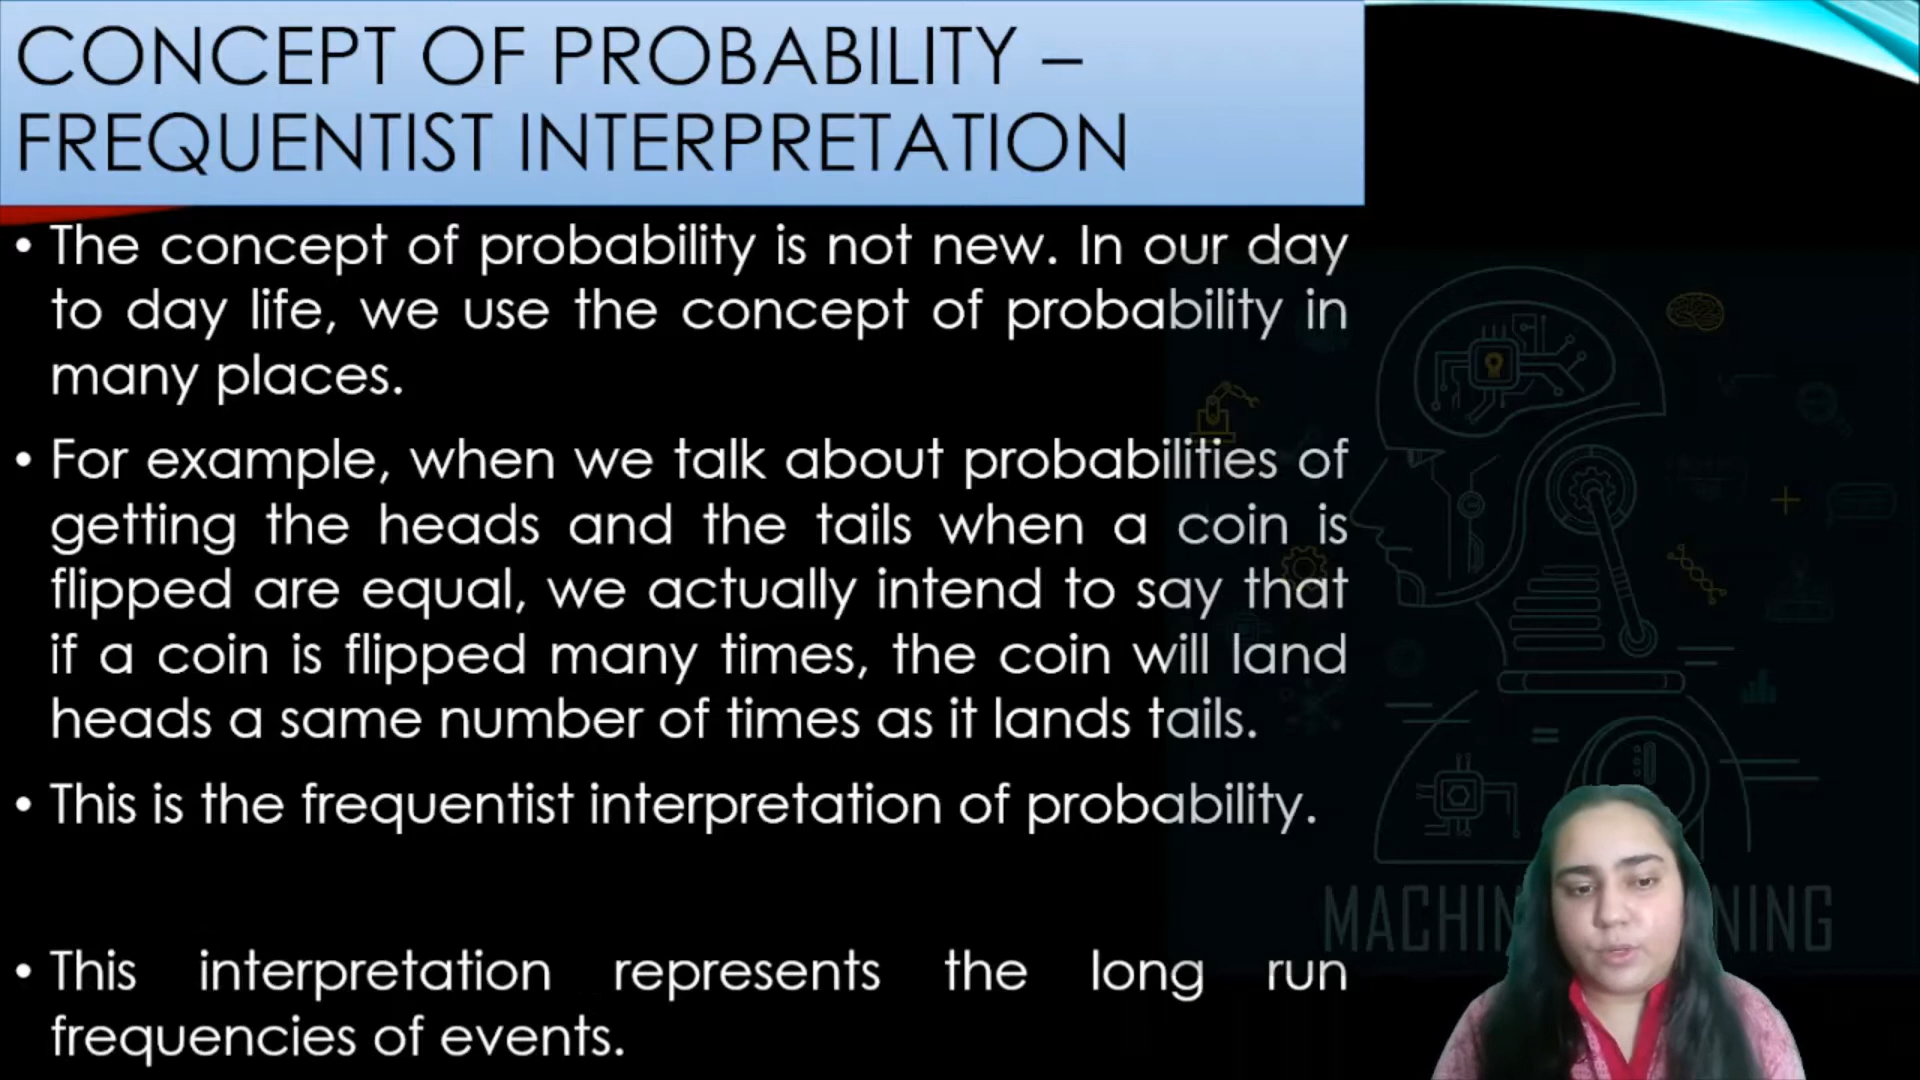 CONCEPT OF PROBABILITY –
FREQUENTIST INTERPRETATION
• The concept of probability is not new. In our day
to day life, we use the concept of probability in
many places.
• For example, when we talk about probabilities of
getting the heads and the tails when a coin is
flipped are equal, we actually intend to say that
if a coin is flipped many times, the coin will land
heads a same number of times as it lands tails.
• This is the frequentist interpretation of probability.
• This interpretation represents the long run
frequencies of events.